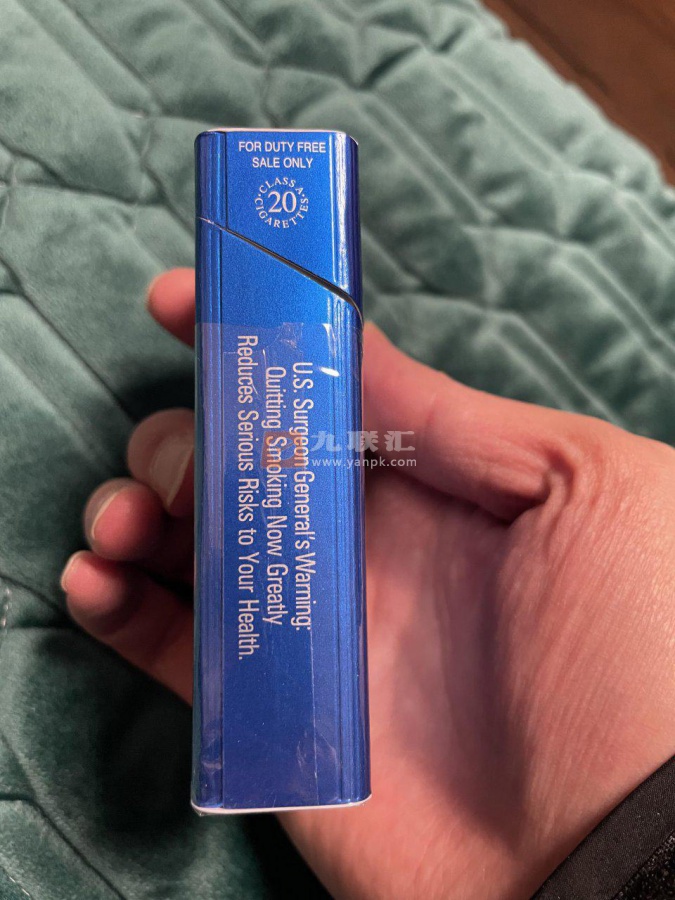 FOR DUTY FREE
SALE ONLY
CLASS A
20
CIGARETTES
U.S. Surgeon General's Warning:
Quitting Smoking Now Greatly
Reduces Serious Risks to Your Health.
九联汇
www.yanpk.com